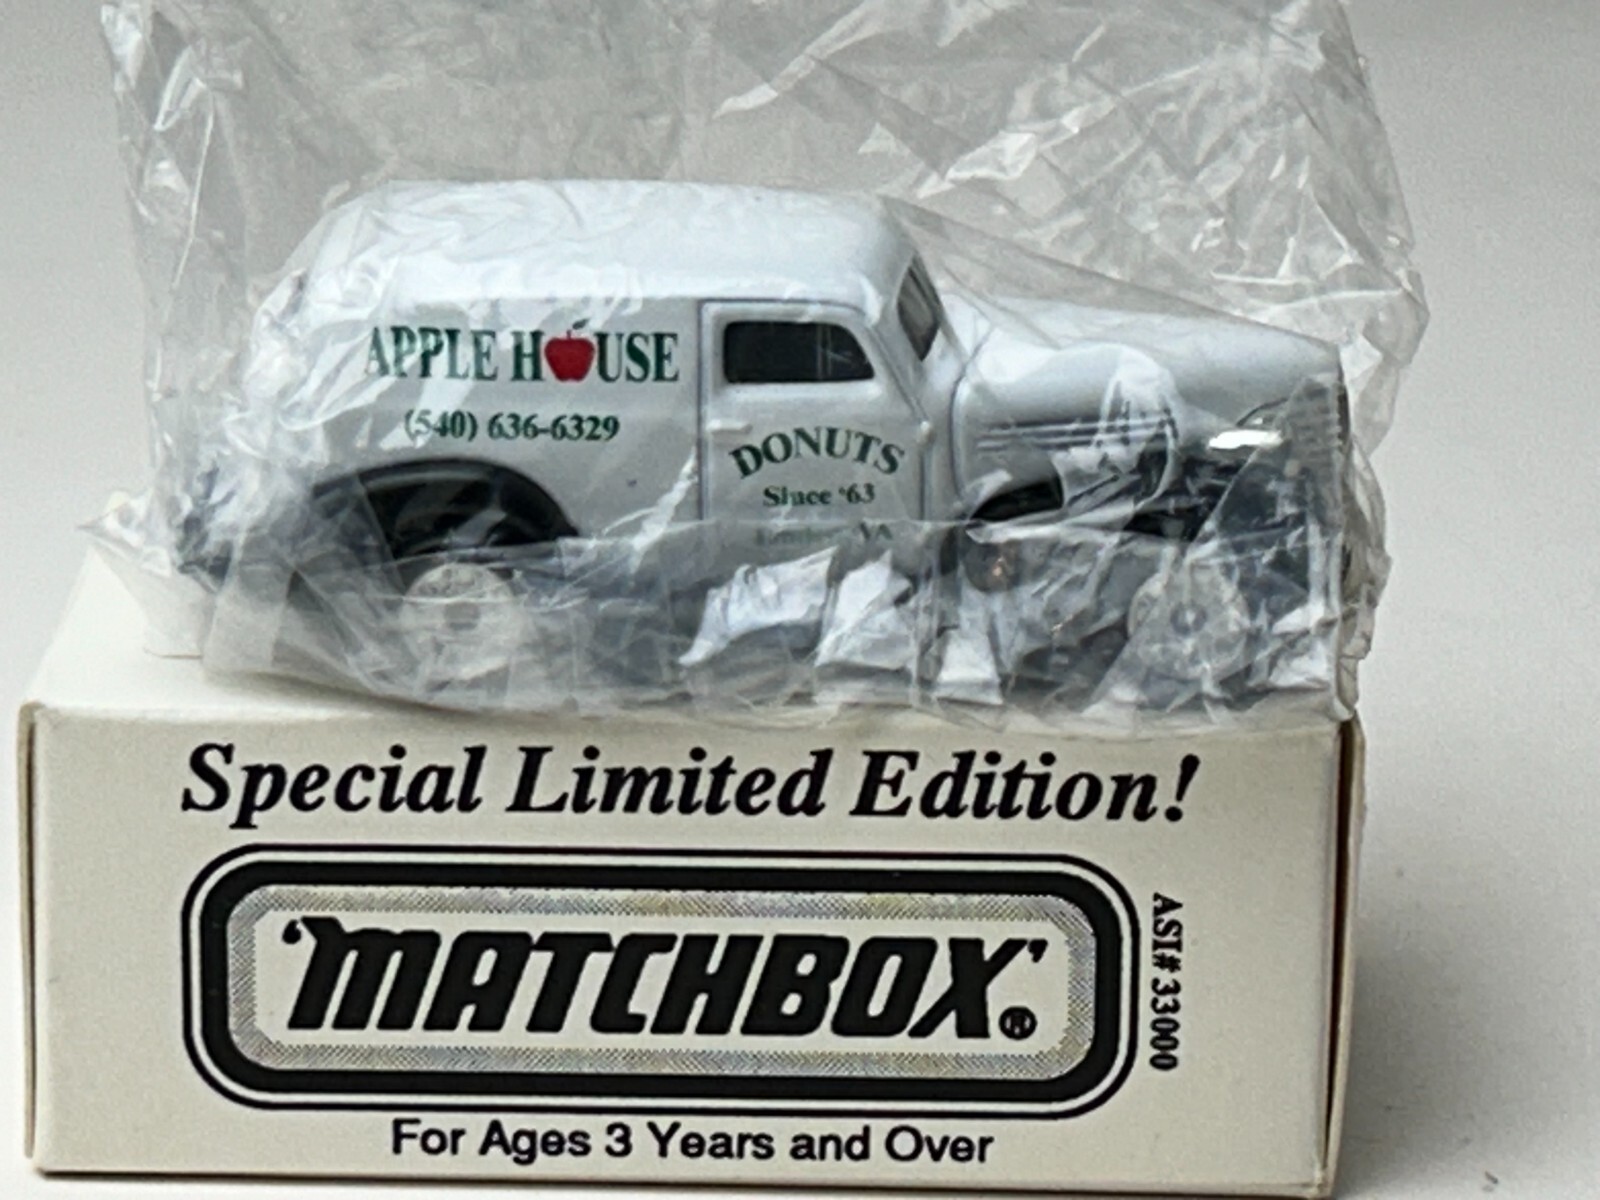 APPLE HOUSE
(540) 636-6329
DONUTS
Since '63
VA
Special Limited Edition!
'MATCHBOX'®
ASI# 33000
For Ages 3 Years and Over